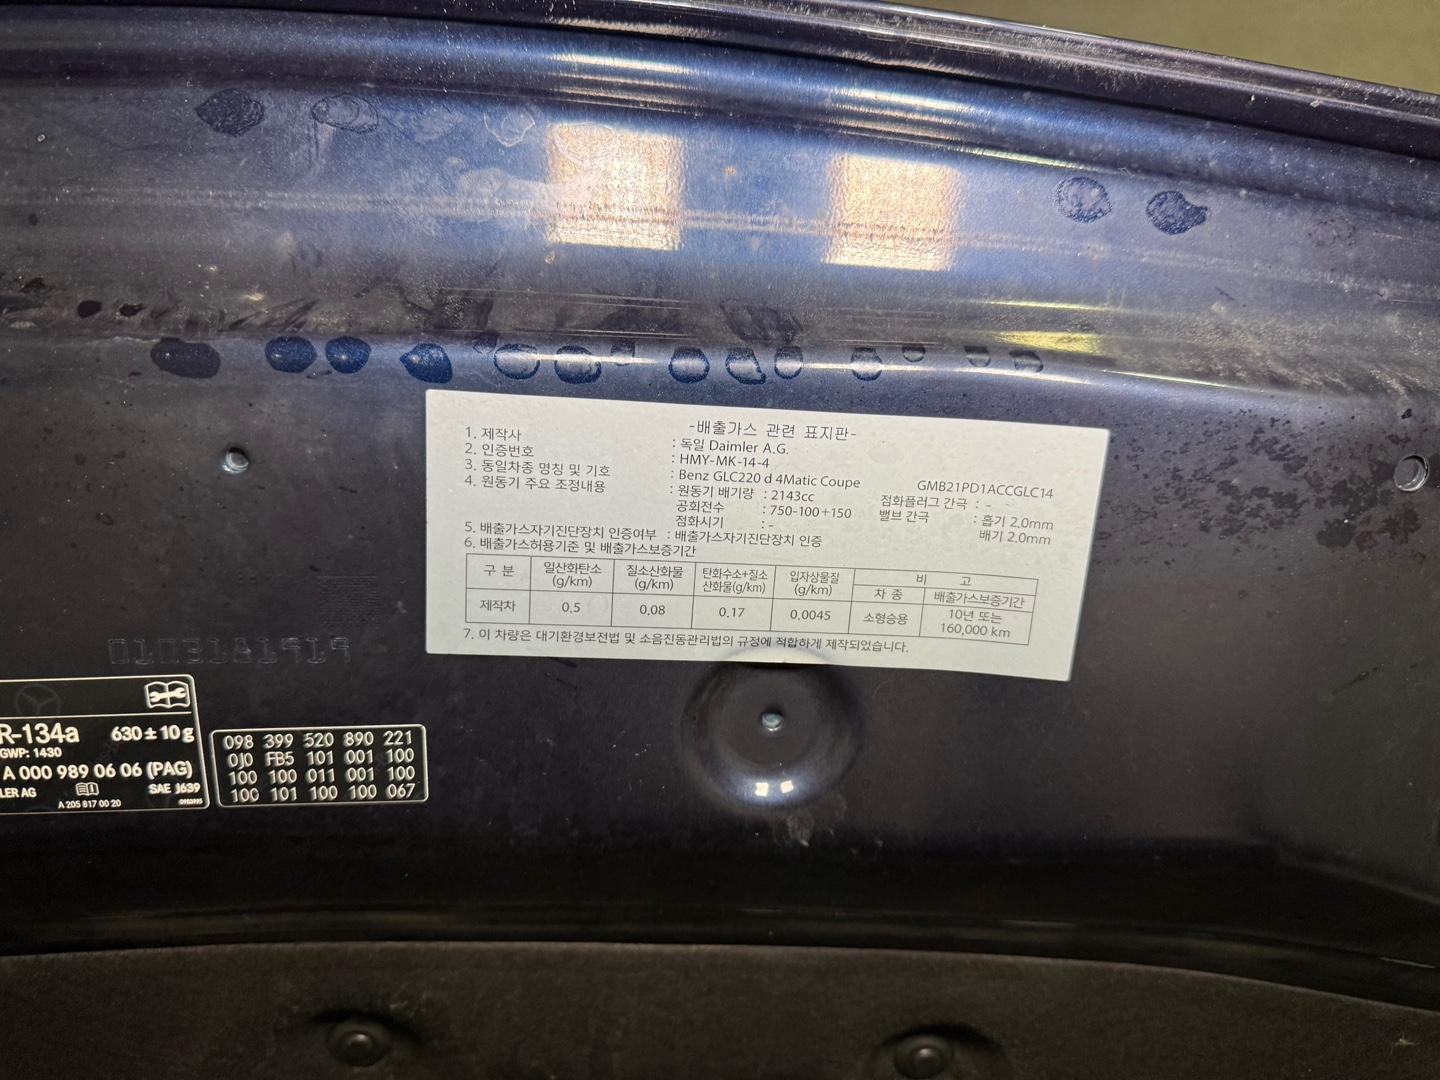 -배출가스 관련 표지판-
1. 제작사 : 독일 Daimler A.G.
2. 인증번호 : HMY-MK-14-4
3. 동일차종 명칭 및 기호 : Benz GLC220 d 4Matic Coupe GMB21PD1ACCGLC14
4. 원동기 주요 조정내용 : 원동기 배기량 : 2143cc 점화플러그 간극 : -
공회전수 : 750-100+150 밸브 간극 : 흡기 2.0mm
점화시기 : - 배기 2.0mm
5. 배출가스자기진단장치 인증여부 : 배출가스자기진단장치 인증
6. 배출가스허용기준 및 배출가스보증기간
구 분 일산화탄소 (g/km) 질소산화물 (g/km) 탄화수소+질소산화물(g/km) 입자상물질 (g/km) 비 고
차 종 배출가스보증기간
제작차 0.5 0.08 0.17 0.0045 소형승용 10년 또는 160,000 km
7. 이 차량은 대기환경보전법 및 소음진동관리법의 규정에 적합하게 제작되었습니다.
0103181919
R-134a 630 ± 10 g
GWP: 1430
A 000 989 06 06 (PAG)
LER AG SAE J639
A 205 817 00 20
098 399 520 890 221
0J0 FB5 101 001 100
100 100 011 001 100
100 101 100 100 067